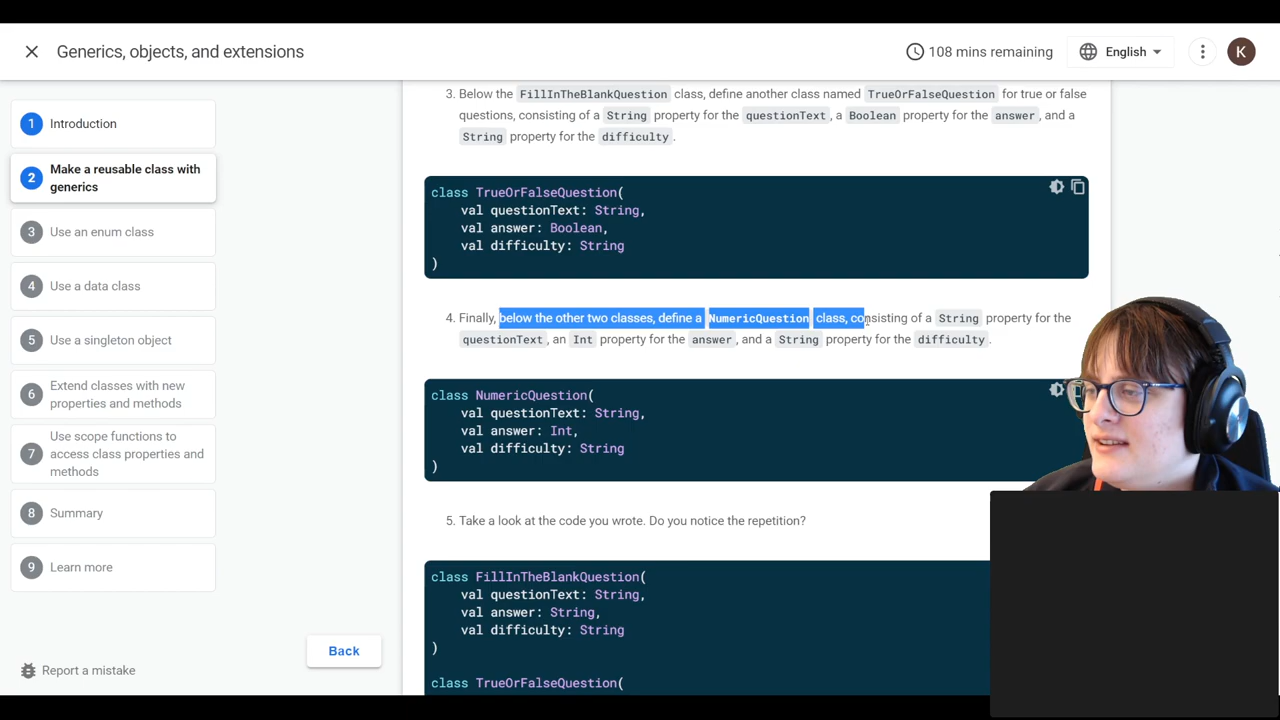 Generics, objects, and extensions
108 mins remaining
English
K
1 Introduction
2 Make a reusable class with
generics
3 Use an enum class
4 Use a data class
5 Use a singleton object
6 Extend classes with new
properties and methods
7 Use scope functions to
access class properties and
methods
8 Summary
9 Learn more
Report a mistake
Back
3. Below the FillInTheBlankQuestion class, define another class named TrueOrFalseQuestion for true or false
questions, consisting of a String property for the questionText, a Boolean property for the answer, and a
String property for the difficulty.
class TrueOrFalseQuestion(
val questionText: String,
val answer: Boolean,
val difficulty: String
)
4. Finally, below the other two classes, define a NumericQuestion class, consisting of a String property for the
questionText, an Int property for the answer, and a String property for the difficulty.
class NumericQuestion(
val questionText: String,
val answer: Int,
val difficulty: String
)
5. Take a look at the code you wrote. Do you notice the repetition?
class FillInTheBlankQuestion(
val questionText: String,
val answer: String,
val difficulty: String
)
class TrueOrFalseQuestion(